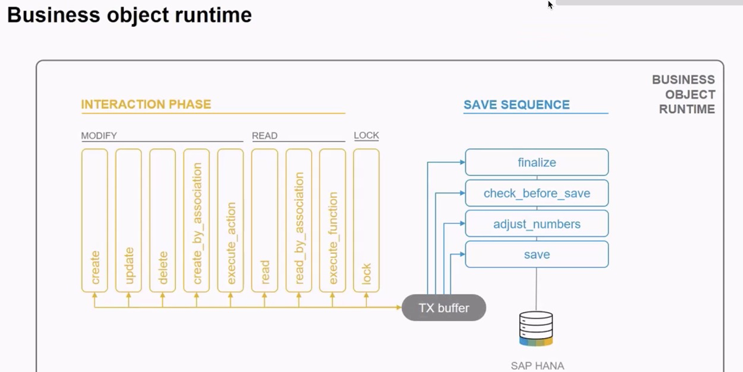 Business object runtime
BUSINESS
OBJECT
RUNTIME
INTERACTION PHASE
SAVE SEQUENCE
MODIFY
READ
LOCK
create
update
delete
create_by_association
execute_action
read
read_by_association
execute_function
lock
finalize
check_before_save
adjust_numbers
save
TX buffer
SAP HANA